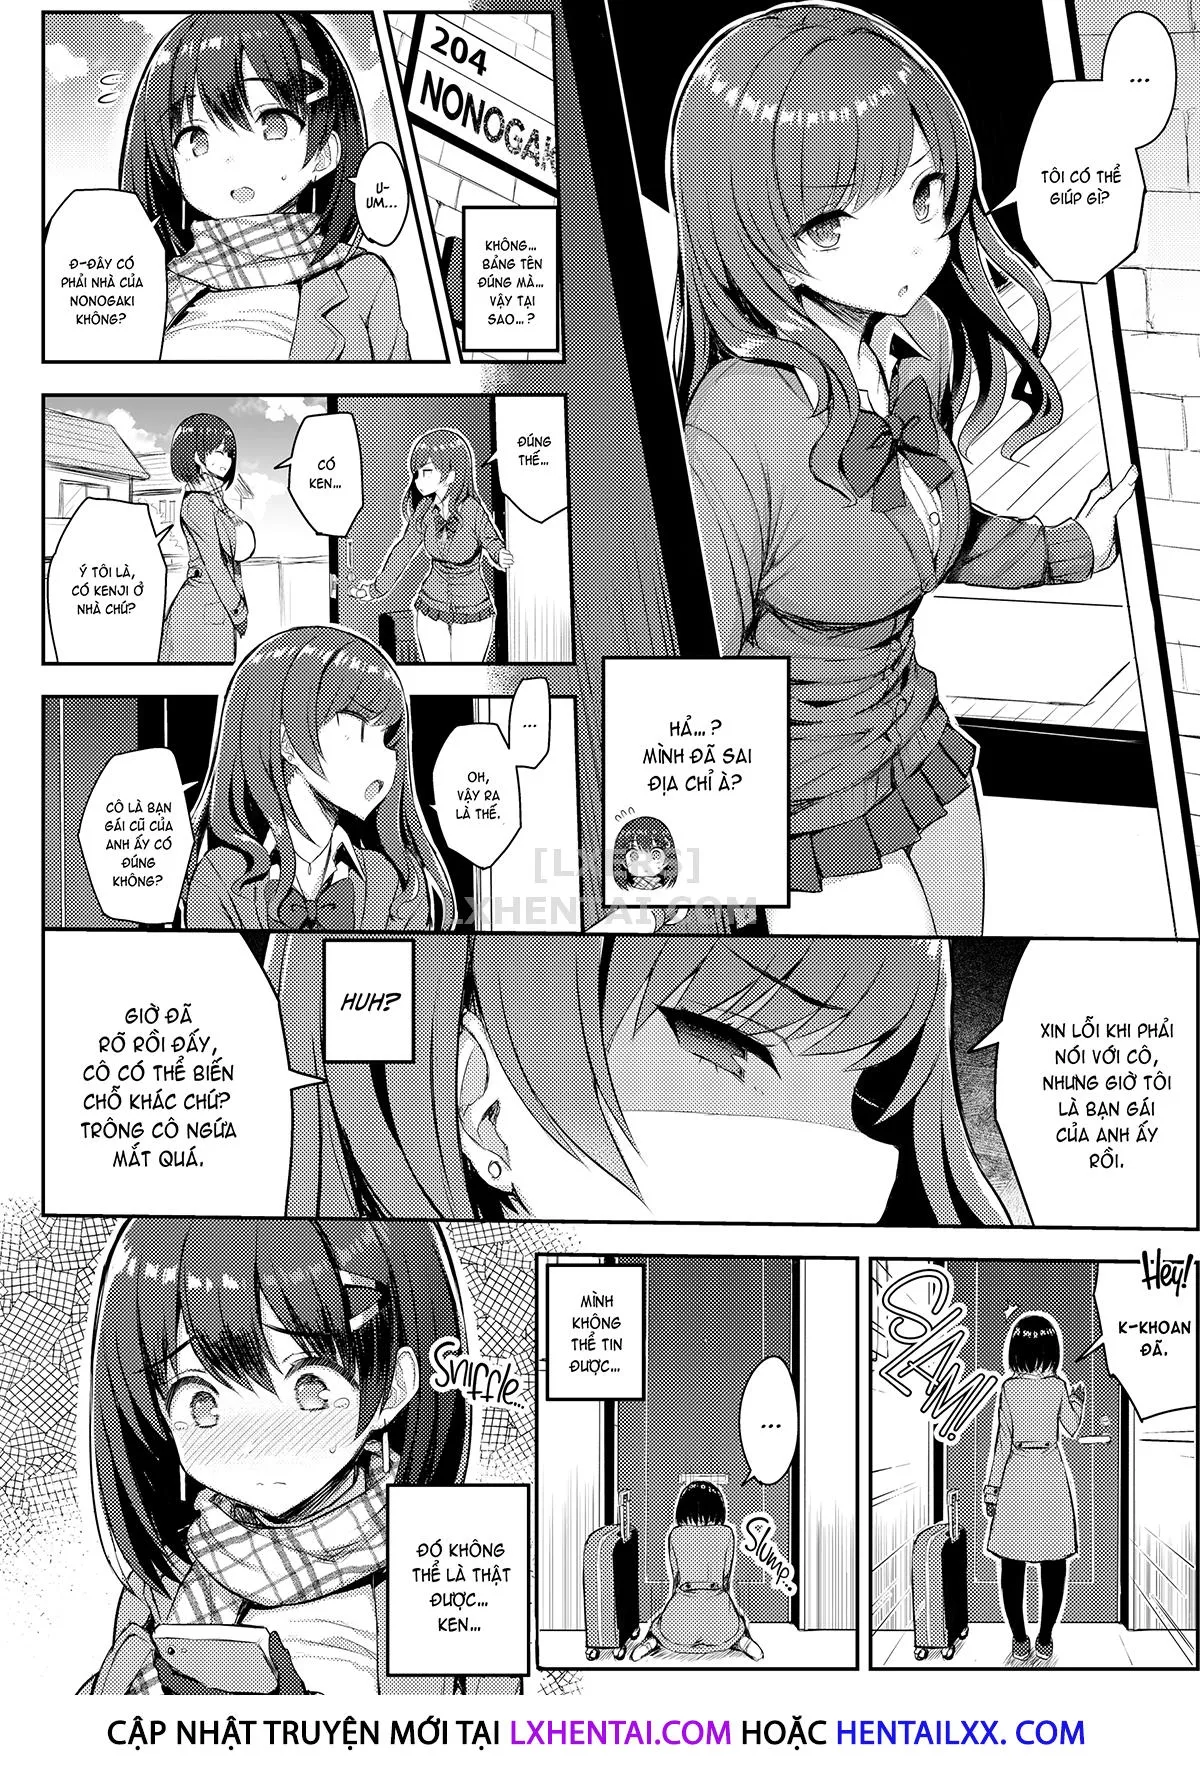 ...
TÔI CÓ THỂ
GIÚP GÌ?
HẢ...?
MÌNH ĐÃ SAI
ĐỊA CHỈ À?
204
NONOGAKI
KHÔNG...
BẢNG TÊN
ĐÚNG MÀ...
VẬY TẠI
SAO...?
U-
UM...
Đ-ĐÂY CÓ
PHẢI NHÀ CỦA
NONOGAKI
KHÔNG?
ĐÚNG
THẾ...
CÓ
KEN...
Ý TÔI LÀ,
CÓ KENJI Ở
NHÀ CHỨ?
...
OH,
VẬY RA
LÀ THẾ.
CÔ LÀ BẠN
GÁI CŨ CỦA
ANH ẤY CÓ
ĐÚNG
KHÔNG?
[LXERS]
LXHENTAI.COM
XIN LỖI KHI PHẢI
NÓI VỚI CÔ,
NHƯNG GIỜ TÔI
LÀ BẠN GÁI
CỦA ANH ẤY
RỒI.
HUH?
GIỜ ĐÃ
RÕ RỒI ĐẤY,
CÔ CÓ THỂ BIẾN
CHỖ KHÁC CHỨ?
TRÔNG CÔ NGỨA
MẮT QUÁ.
Hey!
K-KHOAN
ĐÃ.
SLAM!
MÌNH
KHÔNG
THỂ TIN
ĐƯỢC...
...
Slump...
Sniffle...
ĐÓ KHÔNG
THỂ LÀ THẬT
ĐƯỢC...
KEN...
CẬP NHẬT TRUYỆN MỚI TẠI LXHENTAI.COM HOẶC HENTAILXX. COM